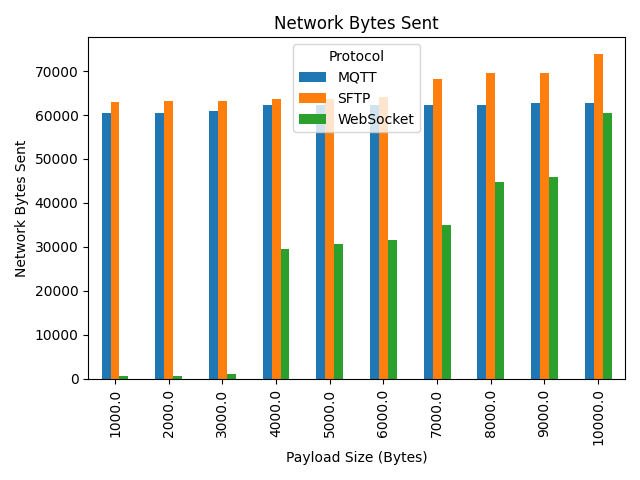 Network Bytes Sent
Protocol
MQTT
SFTP
WebSocket
Network Bytes Sent
70000
60000
50000
40000
30000
20000
10000
0
1000.0
2000.0
3000.0
4000.0
5000.0
6000.0
7000.0
8000.0
9000.0
10000.0
Payload Size (Bytes)